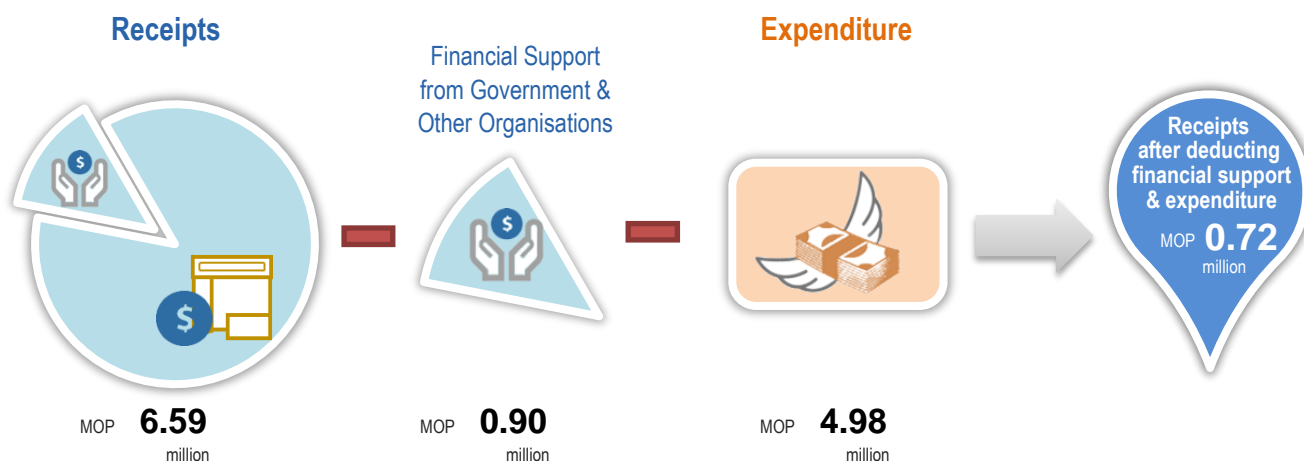 Receipts
Financial Support
from Government &
Other Organisations
Expenditure
$
$
$
Receipts
after deducting
financial support
& expenditure
MOP 0.72
million
MOP 6.59
million
MOP 0.90
million
MOP 4.98
million